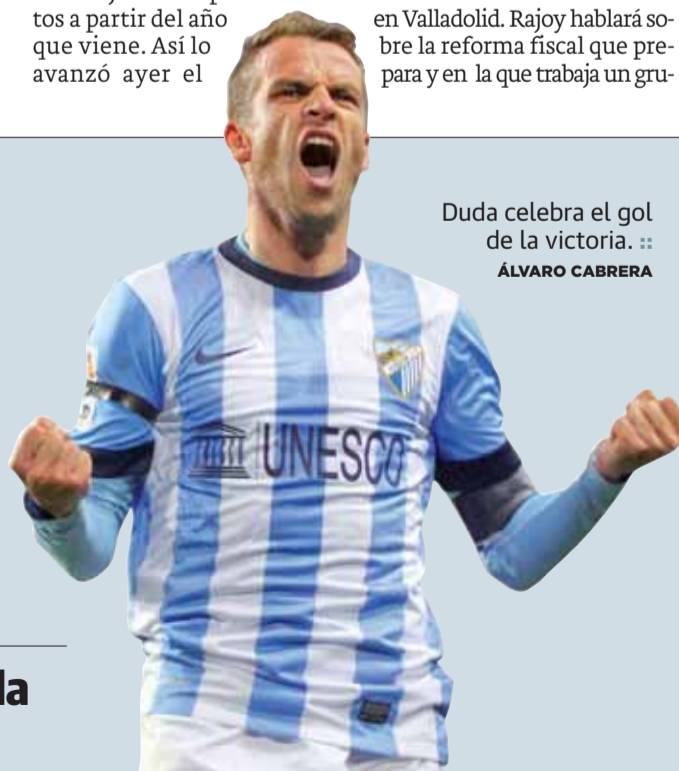 tos a partir del año
que viene. Así lo
avanzó ayer el
en Valladolid. Rajoy hablará so-
bre la reforma fiscal que pre-
para y en la que trabaja un gru-
Duda celebra el gol
de la victoria. ::
ÁLVARO CABRERA
UNESCO
la